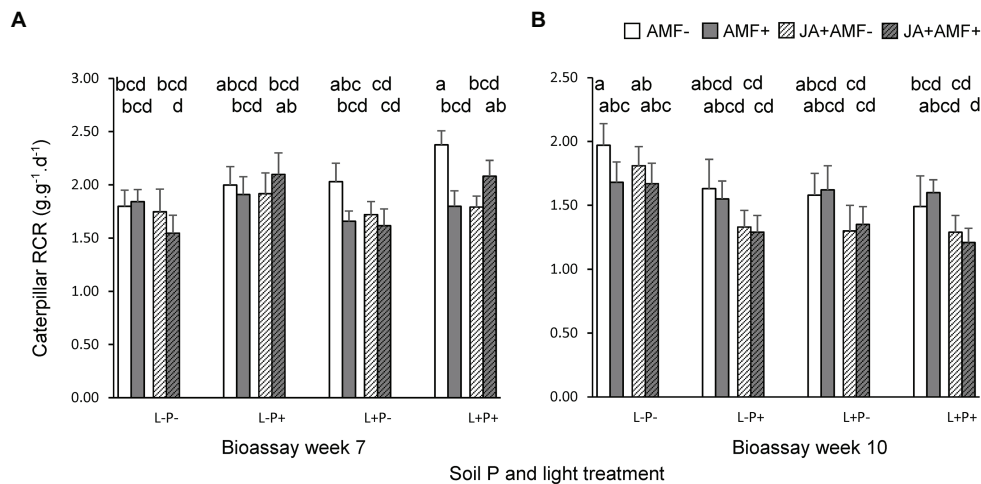 A
B
AMF-
AMF+
JA+AMF-
JA+AMF+
Caterpillar RCR (g.g-1.d-1)
3.00
2.50
2.00
1.50
1.00
0.50
0.00
bcd bcd abcd bcd abc cd a bcd
bcd d bcd ab bcd cd bcd ab
L-P- L-P+ L+P- L+P+
Bioassay week 7
2.50
2.00
1.50
1.00
0.50
0.00
a ab abcd cd abcd cd bcd cd
abc abc abcd cd abcd cd abcd d
L-P- L-P+ L+P- L+P+
Bioassay week 10
Soil P and light treatment